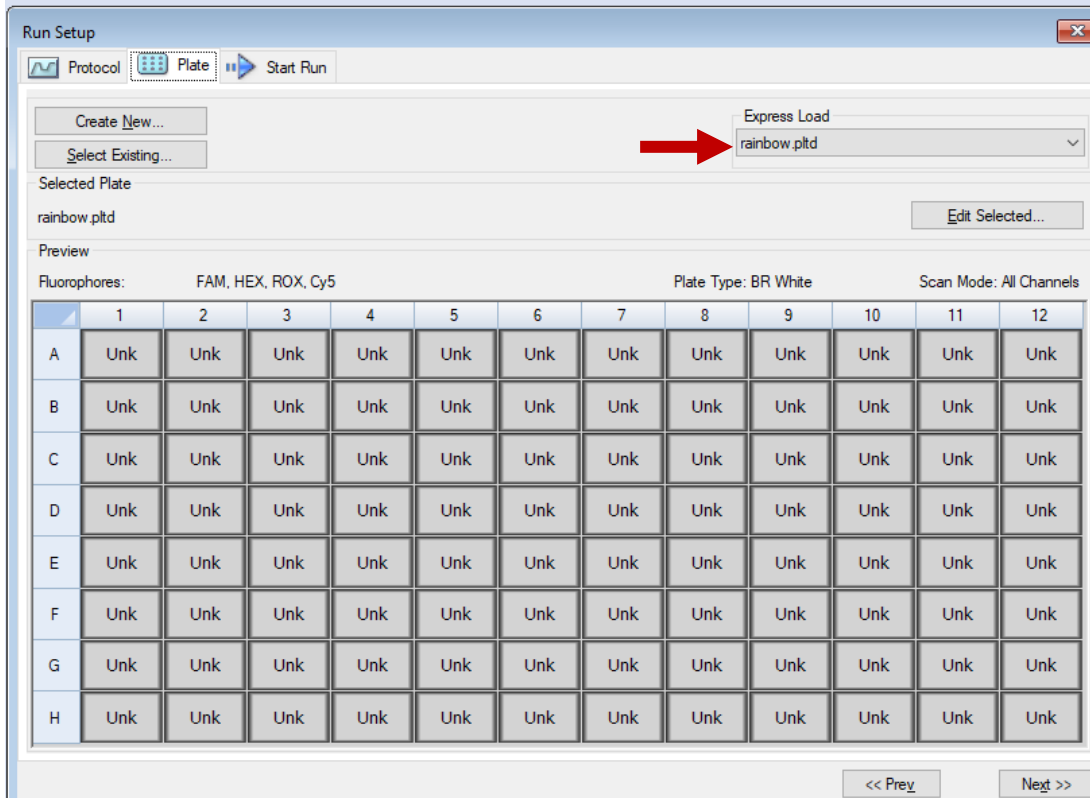 Run Setup
Protocol Plate Start Run
Create New...
Express Load
rainbow.pltd
Select Existing...
Selected Plate
rainbow.pltd Edit Selected...
Preview
Fluorophores: FAM, HEX, ROX, Cy5 Plate Type: BR White Scan Mode: All Channels
1 2 3 4 5 6 7 8 9 10 11 12
A Unk Unk Unk Unk Unk Unk Unk Unk Unk Unk Unk Unk
B Unk Unk Unk Unk Unk Unk Unk Unk Unk Unk Unk Unk
C Unk Unk Unk Unk Unk Unk Unk Unk Unk Unk Unk Unk
D Unk Unk Unk Unk Unk Unk Unk Unk Unk Unk Unk Unk
E Unk Unk Unk Unk Unk Unk Unk Unk Unk Unk Unk Unk
F Unk Unk Unk Unk Unk Unk Unk Unk Unk Unk Unk Unk
G Unk Unk Unk Unk Unk Unk Unk Unk Unk Unk Unk Unk
H Unk Unk Unk Unk Unk Unk Unk Unk Unk Unk Unk Unk
<< Prev Next >>